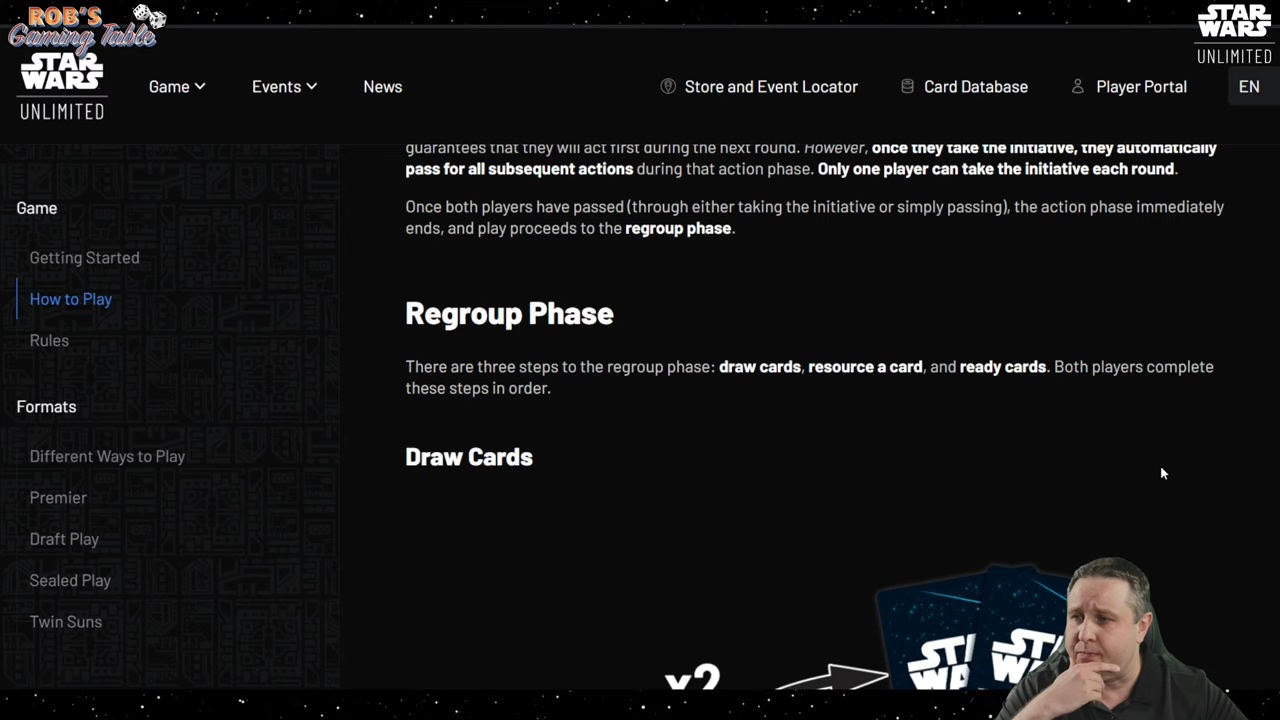 ROB'S
Gaming Table
STAR
WARS
UNLIMITED
STAR
WARS
UNLIMITED
Game
Events
News
Store and Event Locator
Card Database
Player Portal
EN
Game
Getting Started
How to Play
Rules
Formats
Different Ways to Play
Premier
Draft Play
Sealed Play
Twin Suns
guarantees that they will act first during the next round. However, once they take the initiative, they automatically
pass for all subsequent actions during that action phase. Only one player can take the initiative each round.
Once both players have passed (through either taking the initiative or simply passing), the action phase immediately
ends, and play proceeds to the regroup phase.
Regroup Phase
There are three steps to the regroup phase: draw cards, resource a card, and ready cards. Both players complete
these steps in order.
Draw Cards
x2